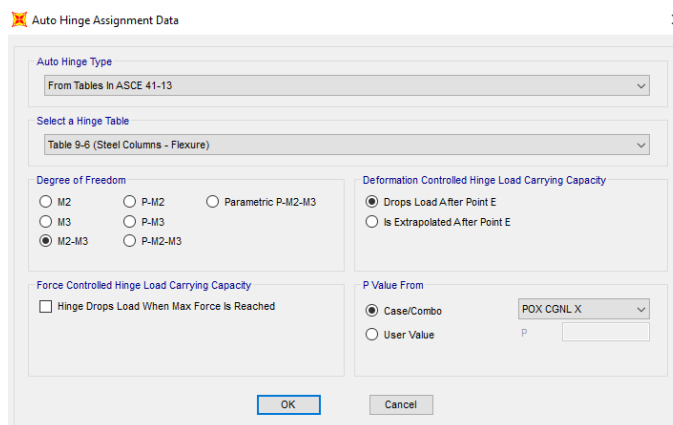 Auto Hinge Assignment Data
Auto Hinge Type
From Tables In ASCE 41-13
Select a Hinge Table
Table 9-6 (Steel Columns - Flexure)
Degree of Freedom
M2
P-M2
Parametric P-M2-M3
M3
P-M3
M2-M3
P-M2-M3
Deformation Controlled Hinge Load Carrying Capacity
Drops Load After Point E
Is Extrapolated After Point E
Force Controlled Hinge Load Carrying Capacity
Hinge Drops Load When Max Force Is Reached
P Value From
Case/Combo
POX CGNL X
User Value
P
OK
Cancel